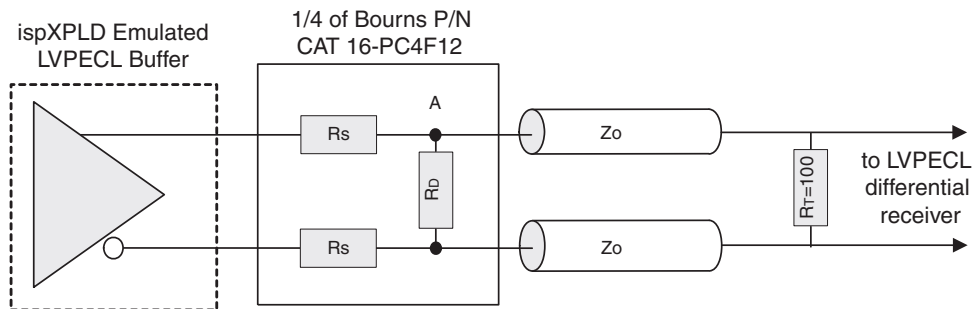 ispXPLD Emulated
LVPECL Buffer
1/4 of Bourns P/N
CAT 16-PC4F12
A
Rs
RD
Rs
Zo
Zo
RT=100
to LVPECL
differential
receiver